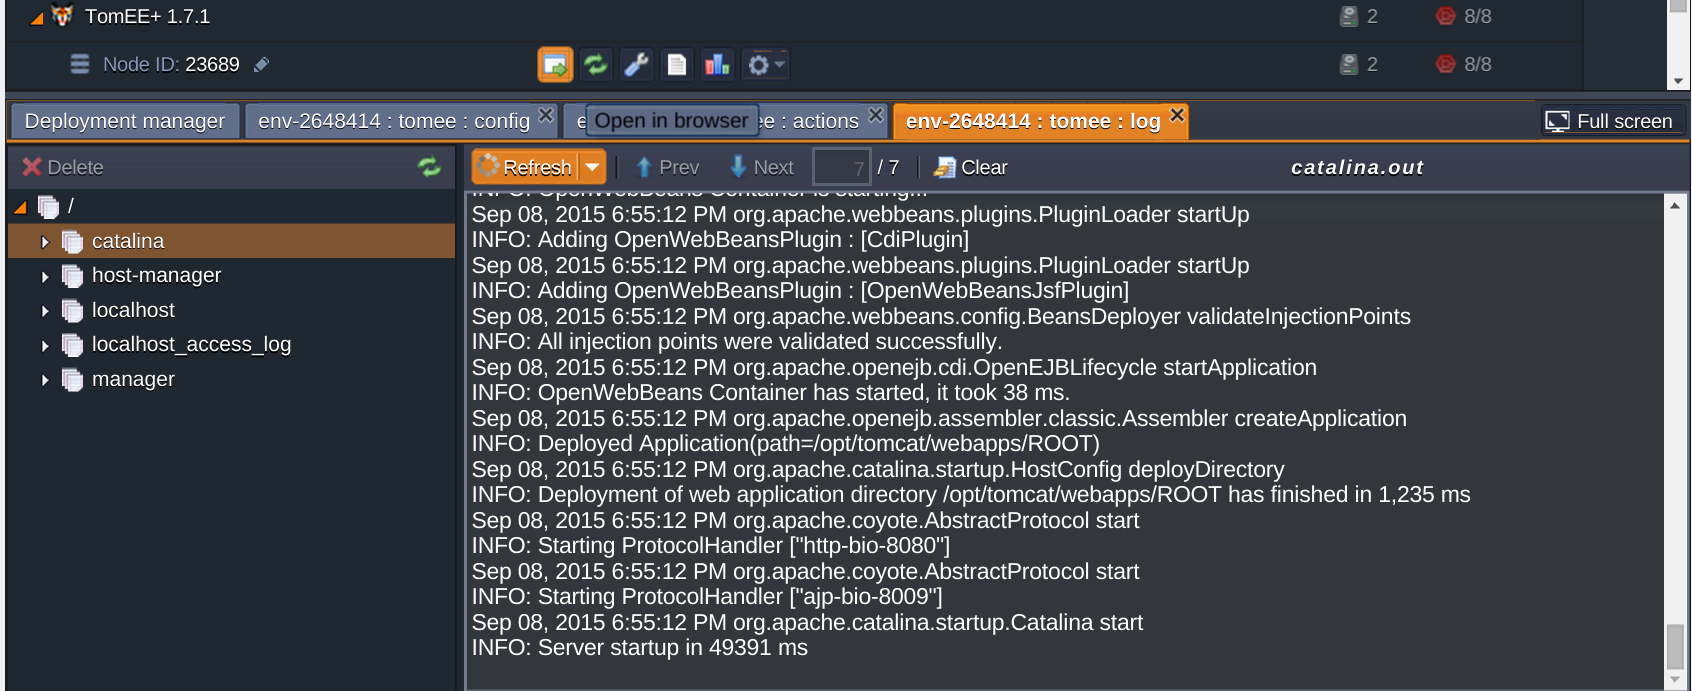 TomEE+ 1.7.1 2 8/8
Node ID: 23689 2 8/8
Deployment manager env-2648414 : tomee : config e Open in browser ee : actions env-2648414 : tomee : log Full screen
Delete Refresh Prev Next 7 / 7 Clear catalina.out
/
catalina
host-manager
localhost
localhost_access_log
manager
INFO: OpenWebBeans Container is starting...
Sep 08, 2015 6:55:12 PM org.apache.webbeans.plugins.PluginLoader startUp
INFO: Adding OpenWebBeansPlugin : [CdiPlugin]
Sep 08, 2015 6:55:12 PM org.apache.webbeans.plugins.PluginLoader startUp
INFO: Adding OpenWebBeansPlugin : [OpenWebBeansJsfPlugin]
Sep 08, 2015 6:55:12 PM org.apache.webbeans.config.BeansDeployer validateInjectionPoints
INFO: All injection points were validated successfully.
Sep 08, 2015 6:55:12 PM org.apache.openejb.cdi.OpenEJBLifecycle startApplication
INFO: OpenWebBeans Container has started, it took 38 ms.
Sep 08, 2015 6:55:12 PM org.apache.openejb.assembler.classic.Assembler createApplication
INFO: Deployed Application(path=/opt/tomcat/webapps/ROOT)
Sep 08, 2015 6:55:12 PM org.apache.catalina.startup.HostConfig deployDirectory
INFO: Deployment of web application directory /opt/tomcat/webapps/ROOT has finished in 1,235 ms
Sep 08, 2015 6:55:12 PM org.apache.coyote.AbstractProtocol start
INFO: Starting ProtocolHandler ["http-bio-8080"]
Sep 08, 2015 6:55:12 PM org.apache.coyote.AbstractProtocol start
INFO: Starting ProtocolHandler ["ajp-bio-8009"]
Sep 08, 2015 6:55:12 PM org.apache.catalina.startup.Catalina start
INFO: Server startup in 49391 ms